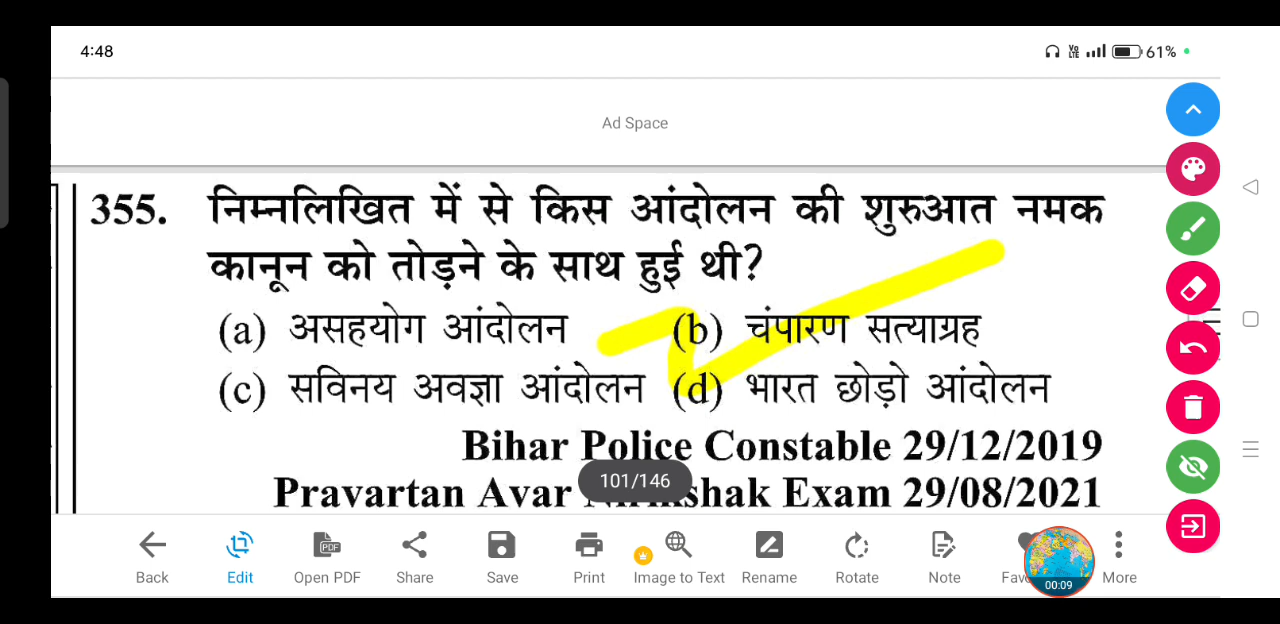 4:48
61%
Ad Space
355. निम्नलिखित में से किस आंदोलन की शुरुआत नमक
कानून को तोड़ने के साथ हुई थी?
(a) असहयोग आंदोलन (b) चंपारण सत्याग्रह
(c) सविनय अवज्ञा आंदोलन (d) भारत छोड़ो आंदोलन
Bihar Police Constable 29/12/2019
101/146
Pravartan Avar shak Exam 29/08/2021
Back Edit Open PDF Share Save Print Image to Text Rename Rotate Note More
00:09